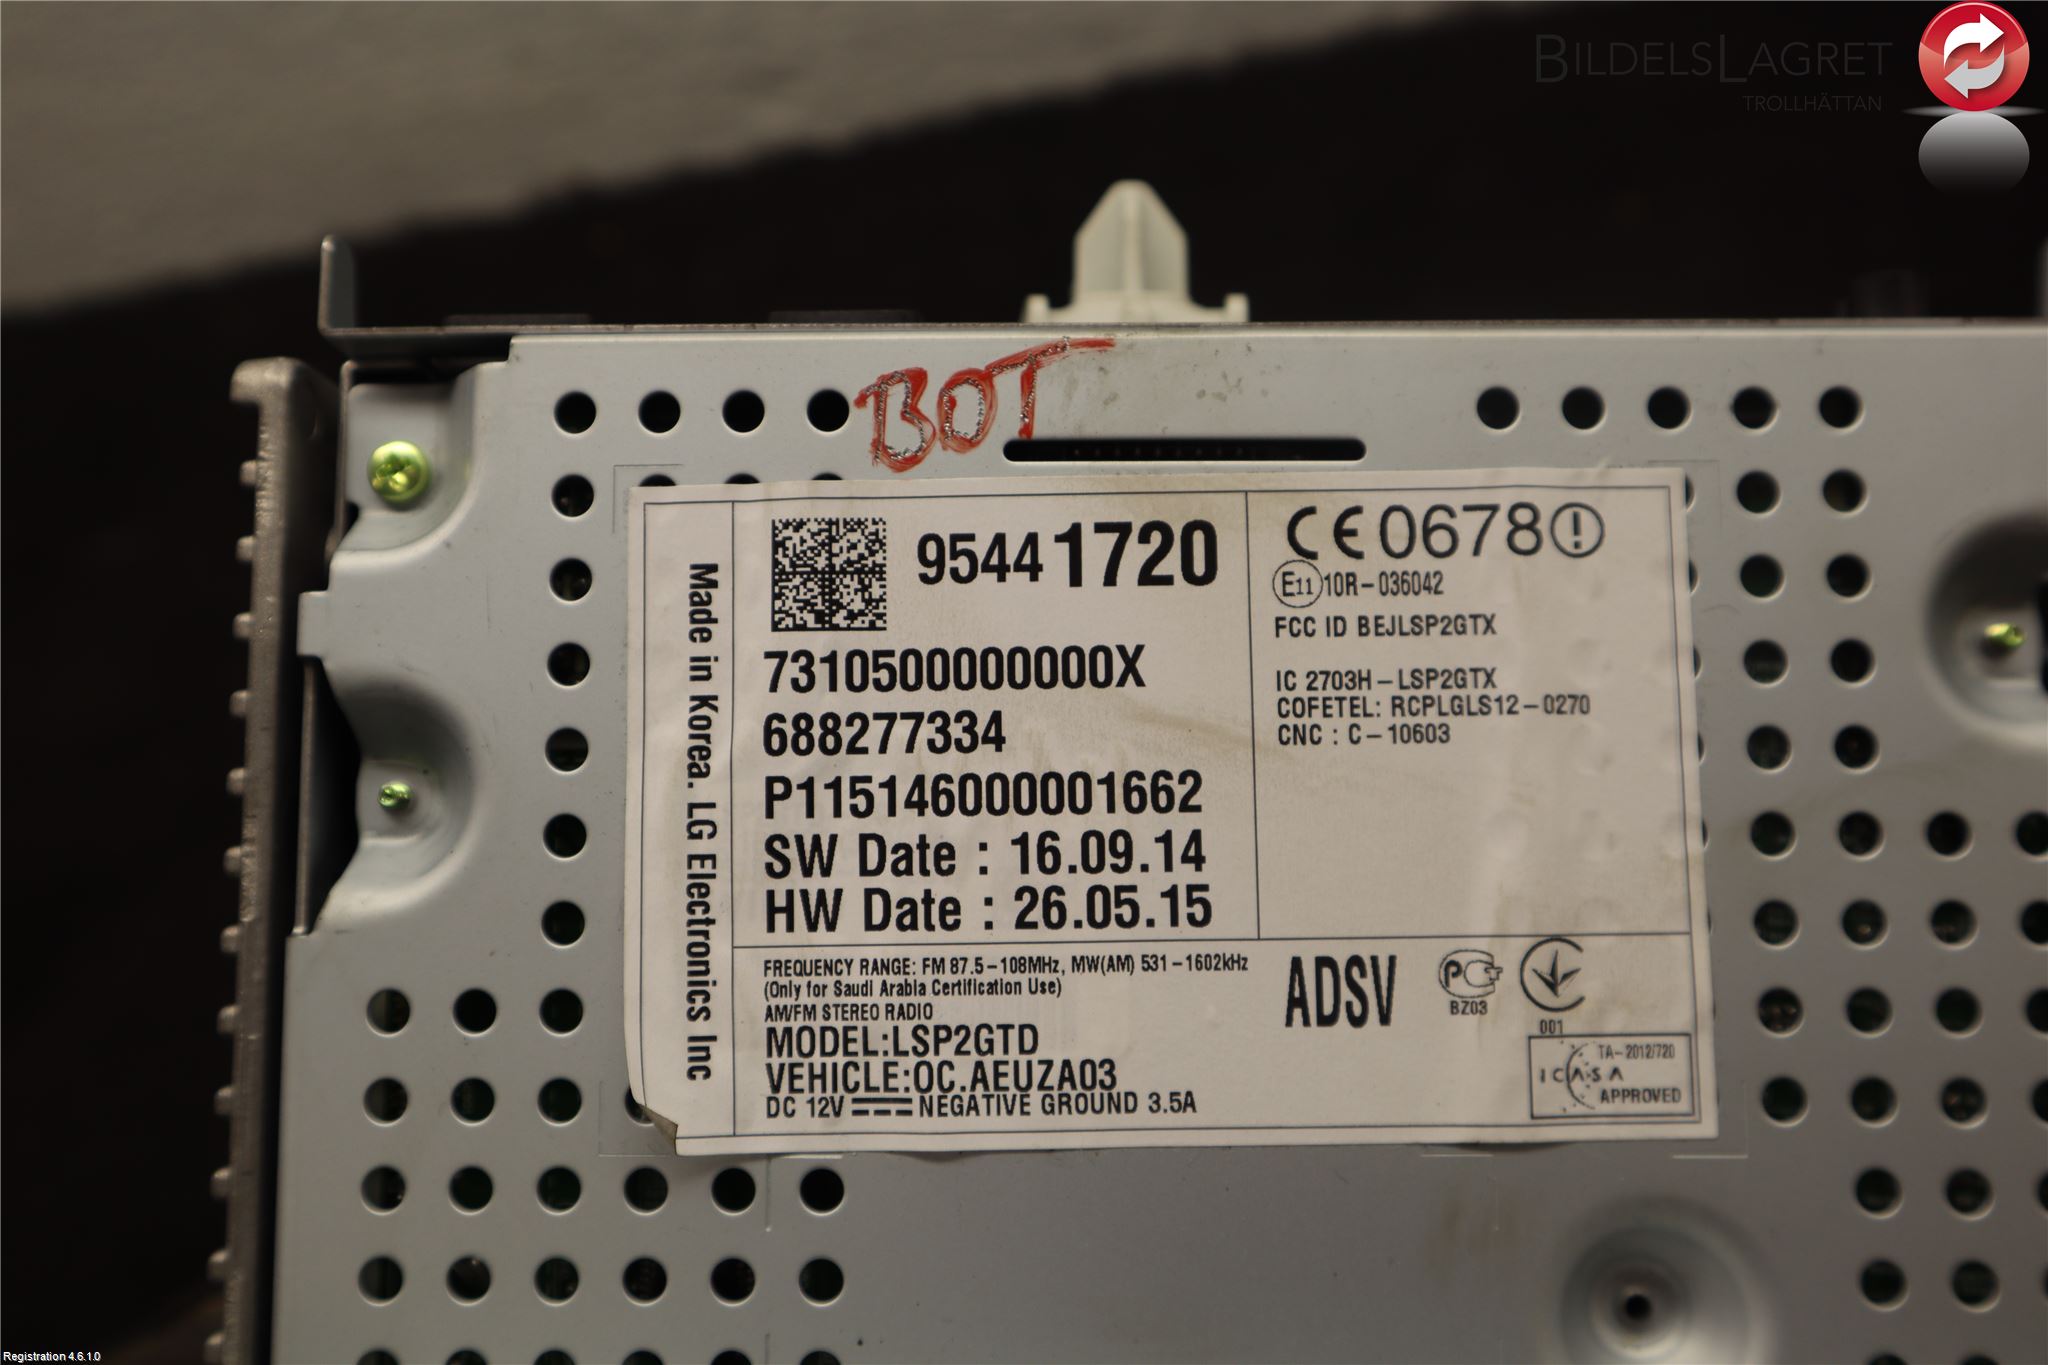 BILDELSLAGRET
TROLLHÄTTAN
BOT
Made in Korea. LG Electronics Inc
95441720
7310500000000X
688277334
P115146000001662
SW Date : 16.09.14
HW Date : 26.05.15
CE0678
E11 10R-036042
FCC ID BEJLSP2GTX
IC 2703H-LSP2GTX
COFETEL: RCPLGLS12-0270
CNC : C-10603
FREQUENCY RANGE: FM 87.5-108MHz, MW(AM) 531-1602kHz
(Only for Saudi Arabia Certification Use)
AM/FM STEREO RADIO
MODEL:LSP2GTD
VEHICLE:OC.AEUZA03
DC 12V NEGATIVE GROUND 3.5A
ADSV
PC
BZ03
001
TA-2012/720
ICASA
APPROVED
Registration 4.6.1.0